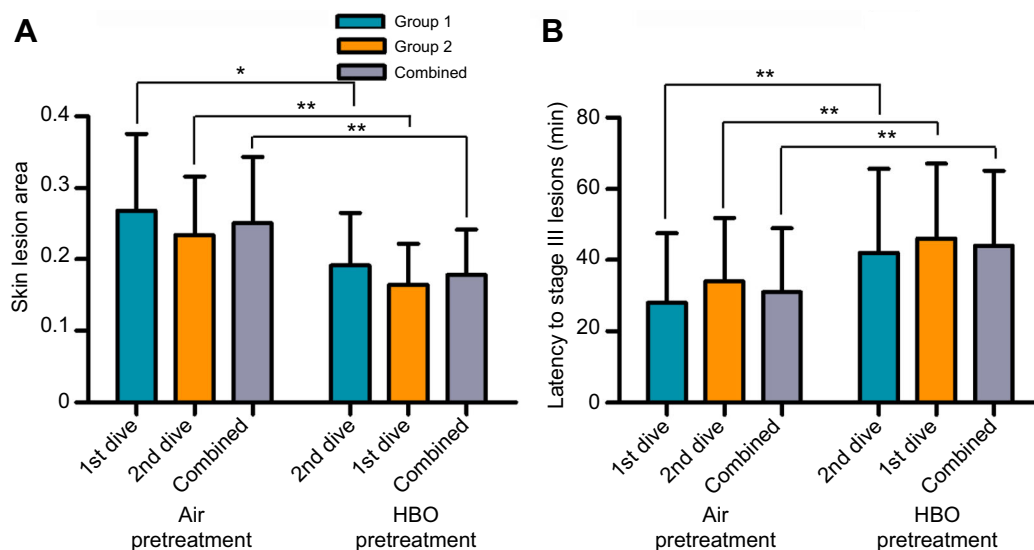 A
Group 1
Group 2
Combined
*
**
**
Skin lesion area
0.4
0.3
0.2
0.1
0
1st dive
2nd dive
Combined
2nd dive
1st dive
Combined
Air
pretreatment
HBO
pretreatment
B
**
**
**
Latency to stage III lesions (min)
80
60
40
20
0
1st dive
2nd dive
Combined
2nd dive
1st dive
Combined
Air
pretreatment
HBO
pretreatment